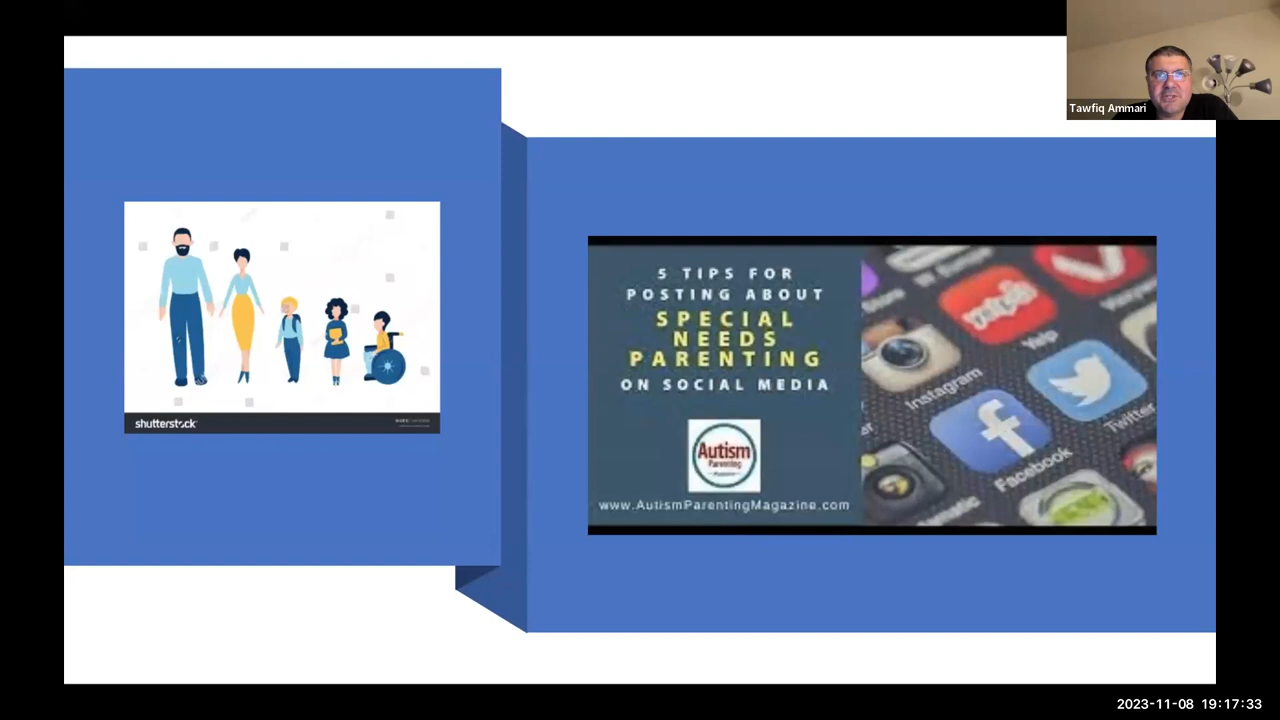 Tawfiq Ammari
shutterstock
5 TIPS FOR
POSTING ABOUT
SPECIAL
NEEDS
PARENTING
ON SOCIAL MEDIA
Autism
Parenting
www.AutismParentingMagazine.com
Yelp
Instagram
Twitter
Facebook
2023-11-08 19:17:33